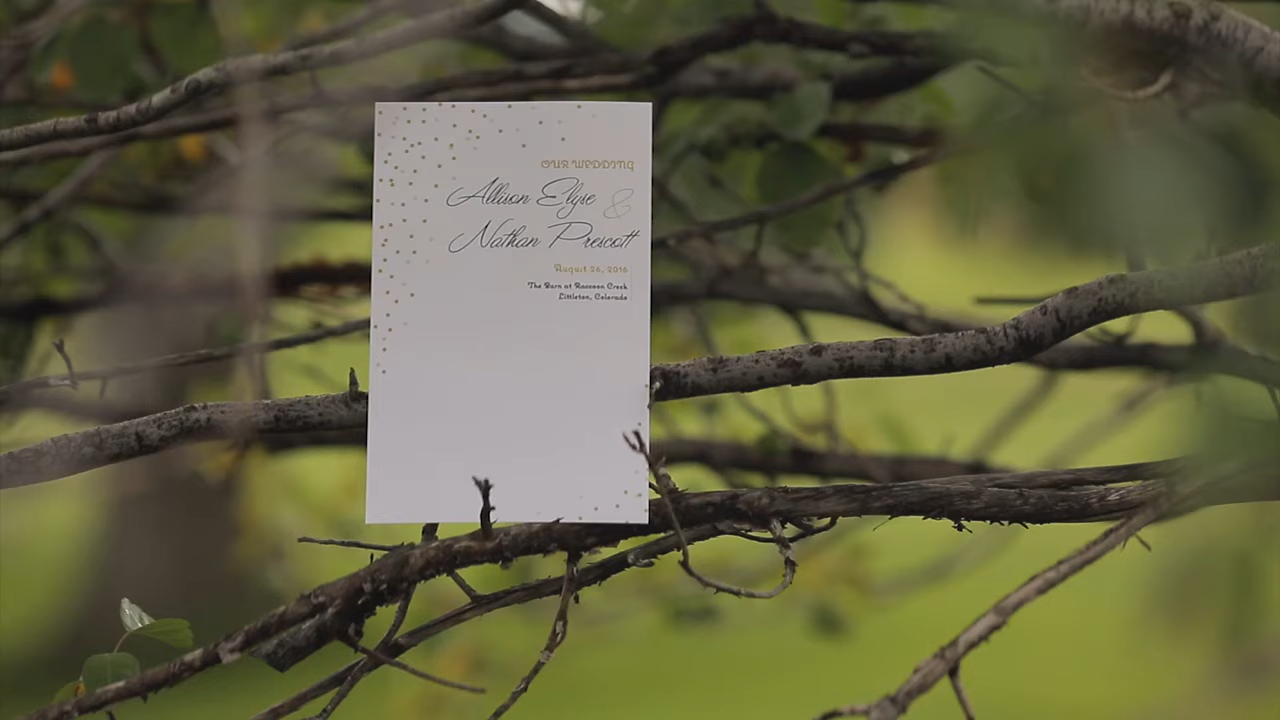 OUR WEDDING
Allison Elyse &
Nathan Prescott
August 26, 2016
The Barn at Raccoon Creek
Littleton, Colorado